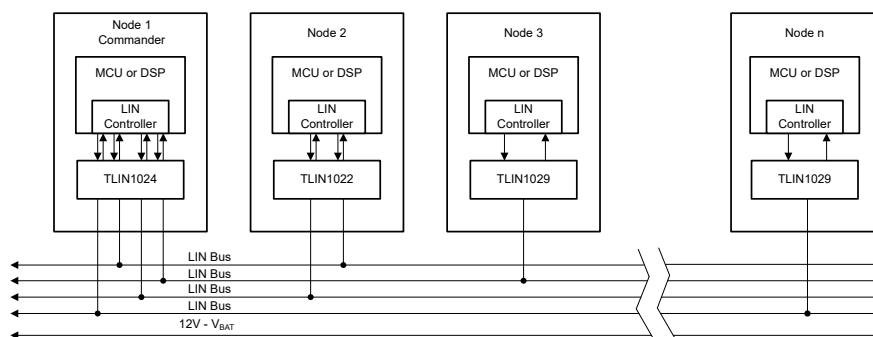 Node 1
Commander
MCU or DSP
LIN
Controller
TLIN1024
Node 2
MCU or DSP
LIN
Controller
TLIN1022
Node 3
MCU or DSP
LIN
Controller
TLIN1029
Node n
MCU or DSP
LIN
Controller
TLIN1029
LIN Bus
LIN Bus
LIN Bus
LIN Bus
12V - VBAT